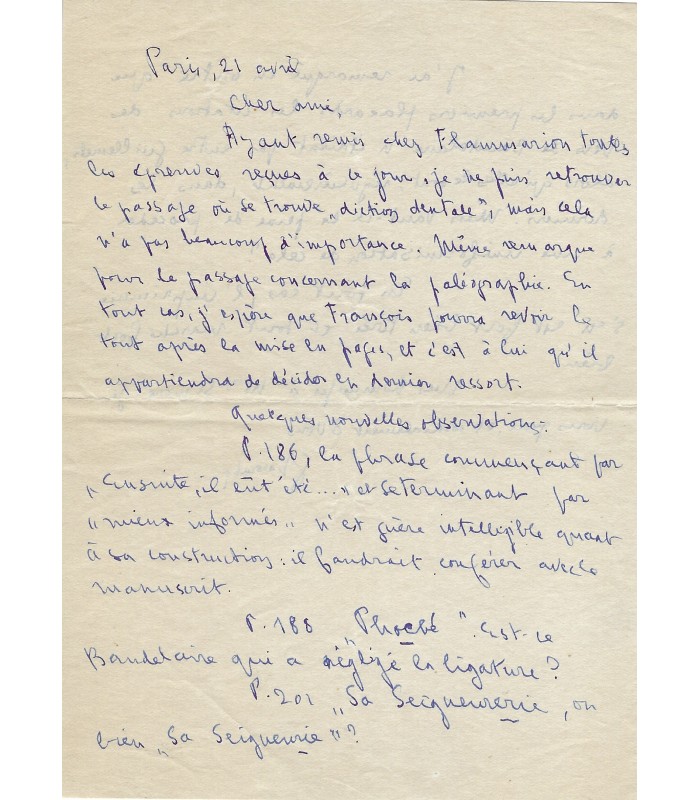 Paris, 21 avril
Cher ami,
Ayant remis chez Flammarion toutes
les épreuves reçues à ce jour, je ne puis retrouver
le passage où se trouve „diction dentale”, mais cela
n'a pas beaucoup d'importance. Même remarque
pour le passage concernant la paléographie. En
tout cas, j'espère que François pourra revoir le
tout après la mise en pages, et c'est à lui qu'il
appartiendra de décider en dernier ressort.
Quelques nouvelles observations:
P. 186, la phrase commençant par
„Ensuite, il eût été ...” et se terminant par
„mieux informés” n'est guère intelligible quant
à sa construction: il faudrait conférer avec le
manuscrit.
P. 188 „Phoebé”. Est-ce
Baudelaire qui a négligé la ligature?
P. 201 „Sa Seigneurerie, ou
bien „Sa Seigneurie”?